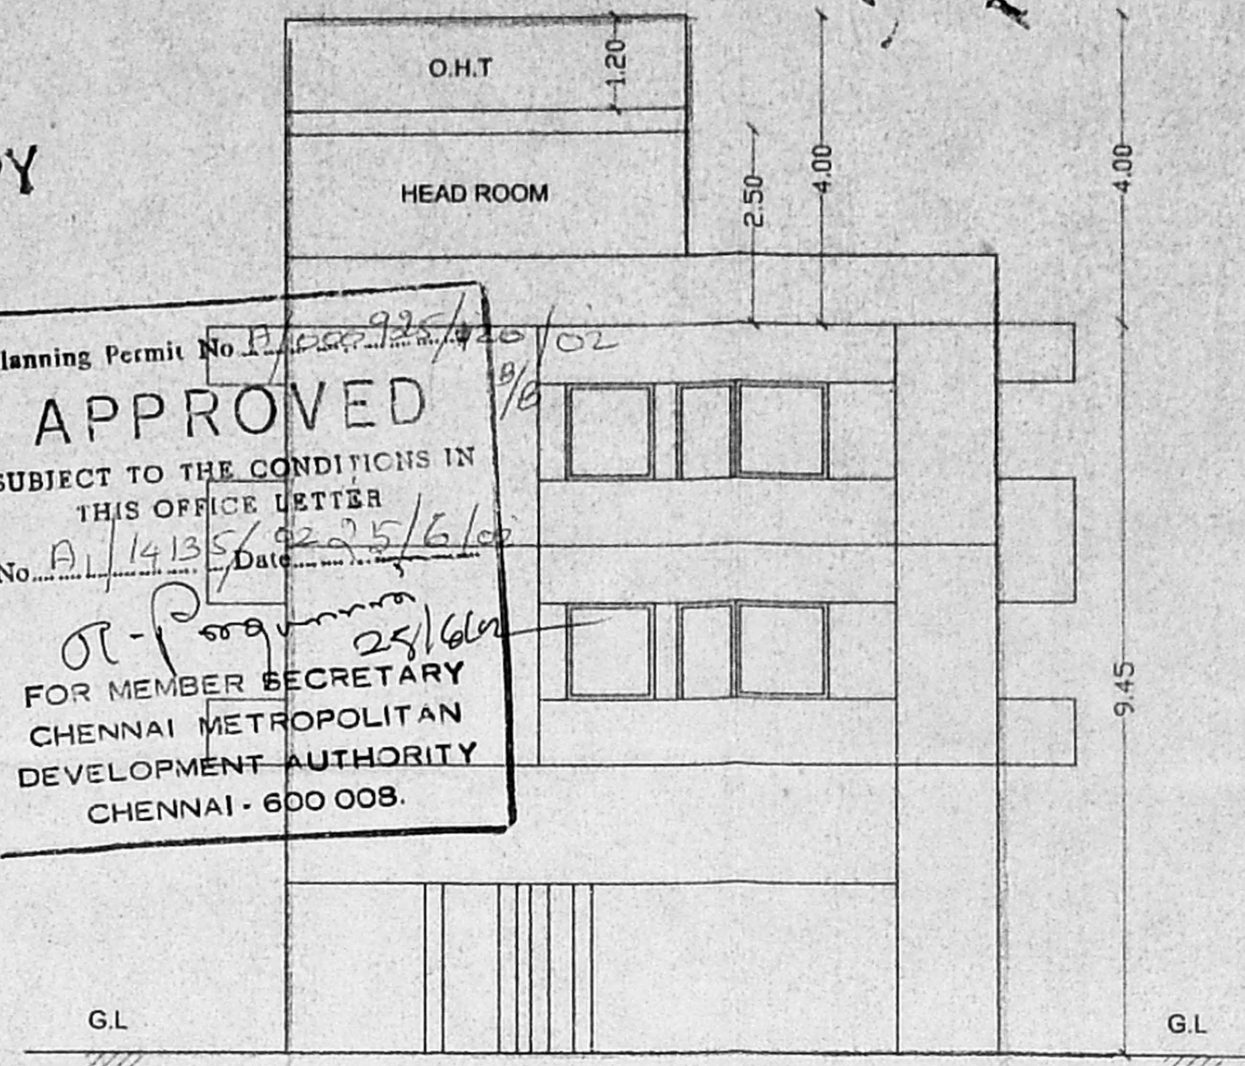 O.H.T
1.20
HEAD ROOM
2.50
4.00
4.00
lanning Permit No
/02
APPROVED
SUBJECT TO THE CONDITIONS IN
THIS OFFICE LETTER
No A1/14135/02 Date 25/6/02
FOR MEMBER SECRETARY
CHENNAI METROPOLITAN
DEVELOPMENT AUTHORITY
CHENNAI - 600 008.
9.45
G.L
G.L